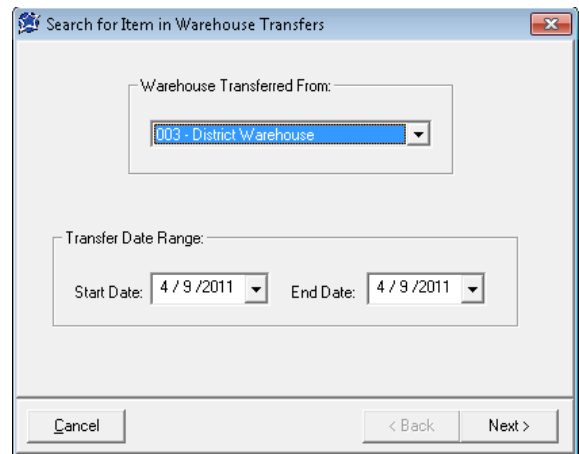 Search for Item in Warehouse Transfers
Warehouse Transferred From:
003 - District Warehouse
Transfer Date Range:
Start Date: 4 / 9 /2011 End Date: 4 / 9 /2011
Cancel < Back Next >